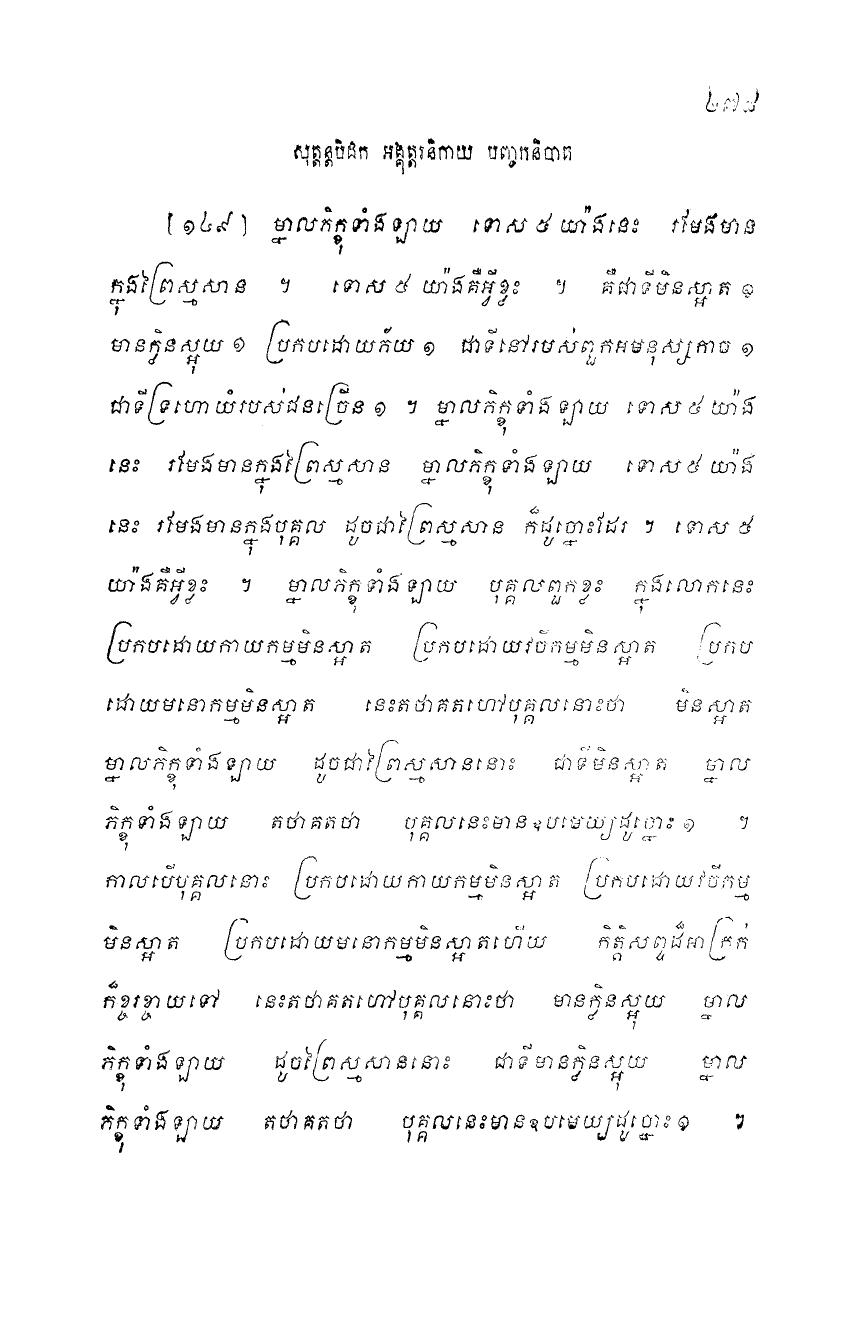 ៤៧៨
សុត្តន្តបិដក អង្គុត្តរនិកាយ បញ្ចកនិបាត
[១៤៩] ម្នាលភិក្ខុទាំងឡាយ ទោស ៥ យ៉ាងនេះ រមែងមាន
ក្នុងព្រៃស្មសាន ។ ទោស ៥ យ៉ាងគឺអ្វីខ្លះ ។ គឺជាទីមិនស្អាត ១
មានក្លិនស្អុយ ១ ប្រកបដោយភ័យ ១ ជាទីនៅរបស់ពួកអមនុស្សកាច ១
ជាទីទ្រហោយំរបស់ជនច្រើន ១ ។ ម្នាលភិក្ខុទាំងឡាយ ទោស ៥ យ៉ាង
នេះ រមែងមានក្នុងព្រៃស្មសាន ម្នាលភិក្ខុទាំងឡាយ ទោស ៥ យ៉ាង
នេះ រមែងមានក្នុងបុគ្គល ដូចជាព្រៃស្មសាន ក៏ដូច្នោះដែរ ។ ទោស ៥
យ៉ាងគឺអ្វីខ្លះ ។ ម្នាលភិក្ខុទាំងឡាយ បុគ្គលពួកខ្លះ ក្នុងលោកនេះ
ប្រកបដោយកាយកម្មមិនស្អាត ប្រកបដោយវចីកម្មមិនស្អាត ប្រកប
ដោយមនោកម្មមិនស្អាត នេះតថាគតហៅបុគ្គលនោះថា មិនស្អាត
ម្នាលភិក្ខុទាំងឡាយ ដូចជាព្រៃស្មសាននោះ ជាទីមិនស្អាត ម្នាល
ភិក្ខុទាំងឡាយ តថាគតថា បុគ្គលនេះមានឧបមេយ្យដូច្នោះ ១ ។
កាលបើបុគ្គលនោះ ប្រកបដោយកាយកម្មមិនស្អាត ប្រកបដោយវចីកម្ម
មិនស្អាត ប្រកបដោយមនោកម្មមិនស្អាតហើយ កិត្តិសព្ទដ៏អាក្រក់
ក៏ខ្ចរខ្ចាយទៅ នេះតថាគតហៅបុគ្គលនោះថា មានក្លិនស្អុយ ម្នាល
ភិក្ខុទាំងឡាយ ដូចព្រៃស្មសាននោះ ជាទីមានក្លិនស្អុយ ម្នាល
ភិក្ខុទាំងឡាយ តថាគតថា បុគ្គលនេះមានឧបមេយ្យដូច្នោះ ១ ។